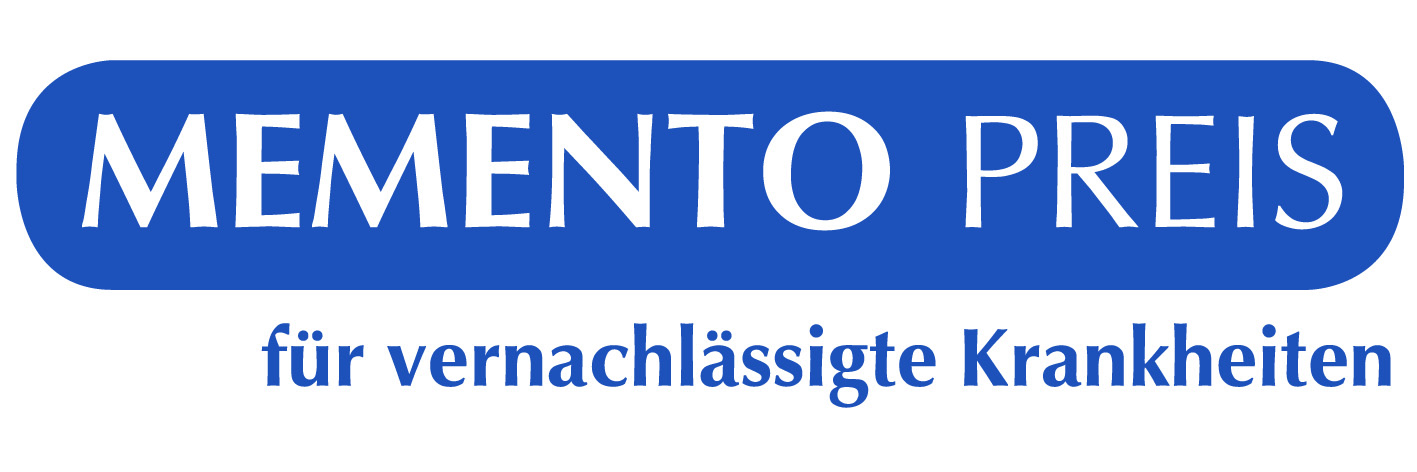 MEMENTO PREIS
für vernachlässigte Krankheiten